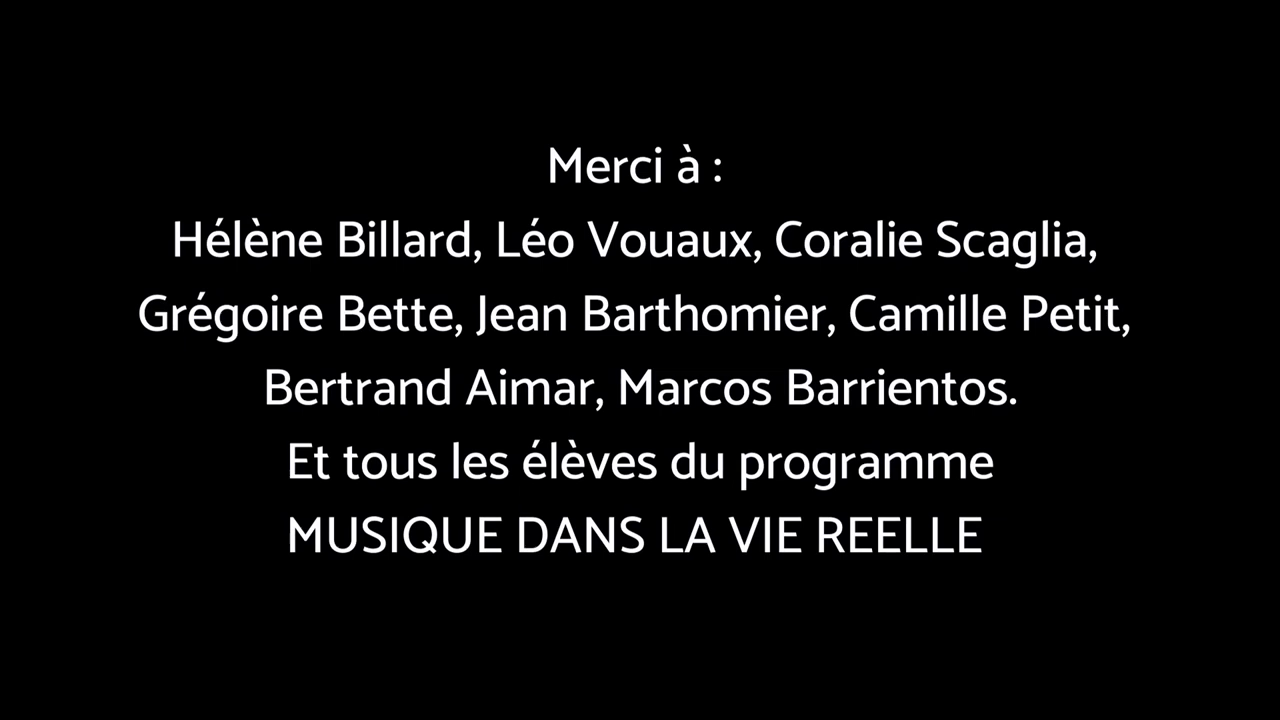 Merci à :
Hélène Billard, Léo Vouaux, Coralie Scaglia,
Grégoire Bette, Jean Barthomier, Camille Petit,
Bertrand Aimar, Marcos Barrientos.
Et tous les élèves du programme
MUSIQUE DANS LA VIE REELLE